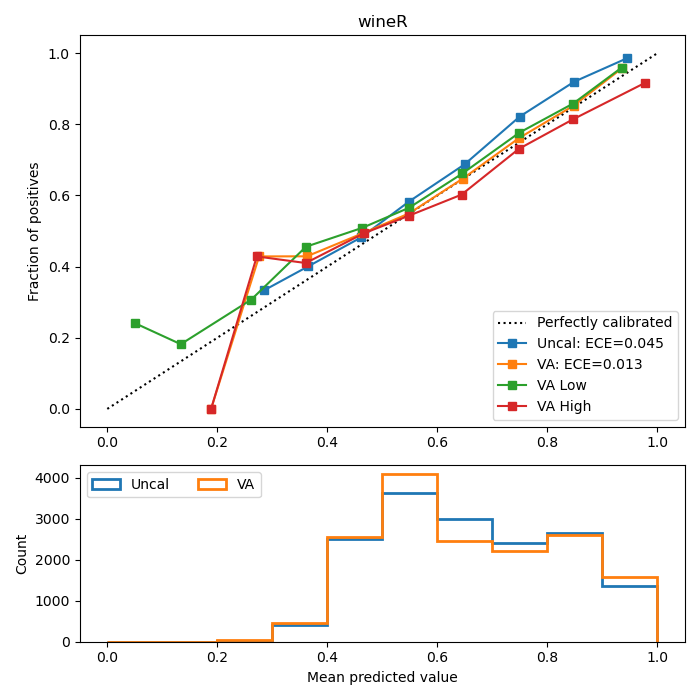 wineR
1.0
0.8
0.6
0.4
0.2
0.0
Fraction of positives
Perfectly calibrated
Uncal: ECE=0.045
VA: ECE=0.013
VA Low
VA High
0.0 0.2 0.4 0.6 0.8 1.0
Uncal VA
4000
3000
2000
1000
0
Count
0.0 0.2 0.4 0.6 0.8 1.0
Mean predicted value